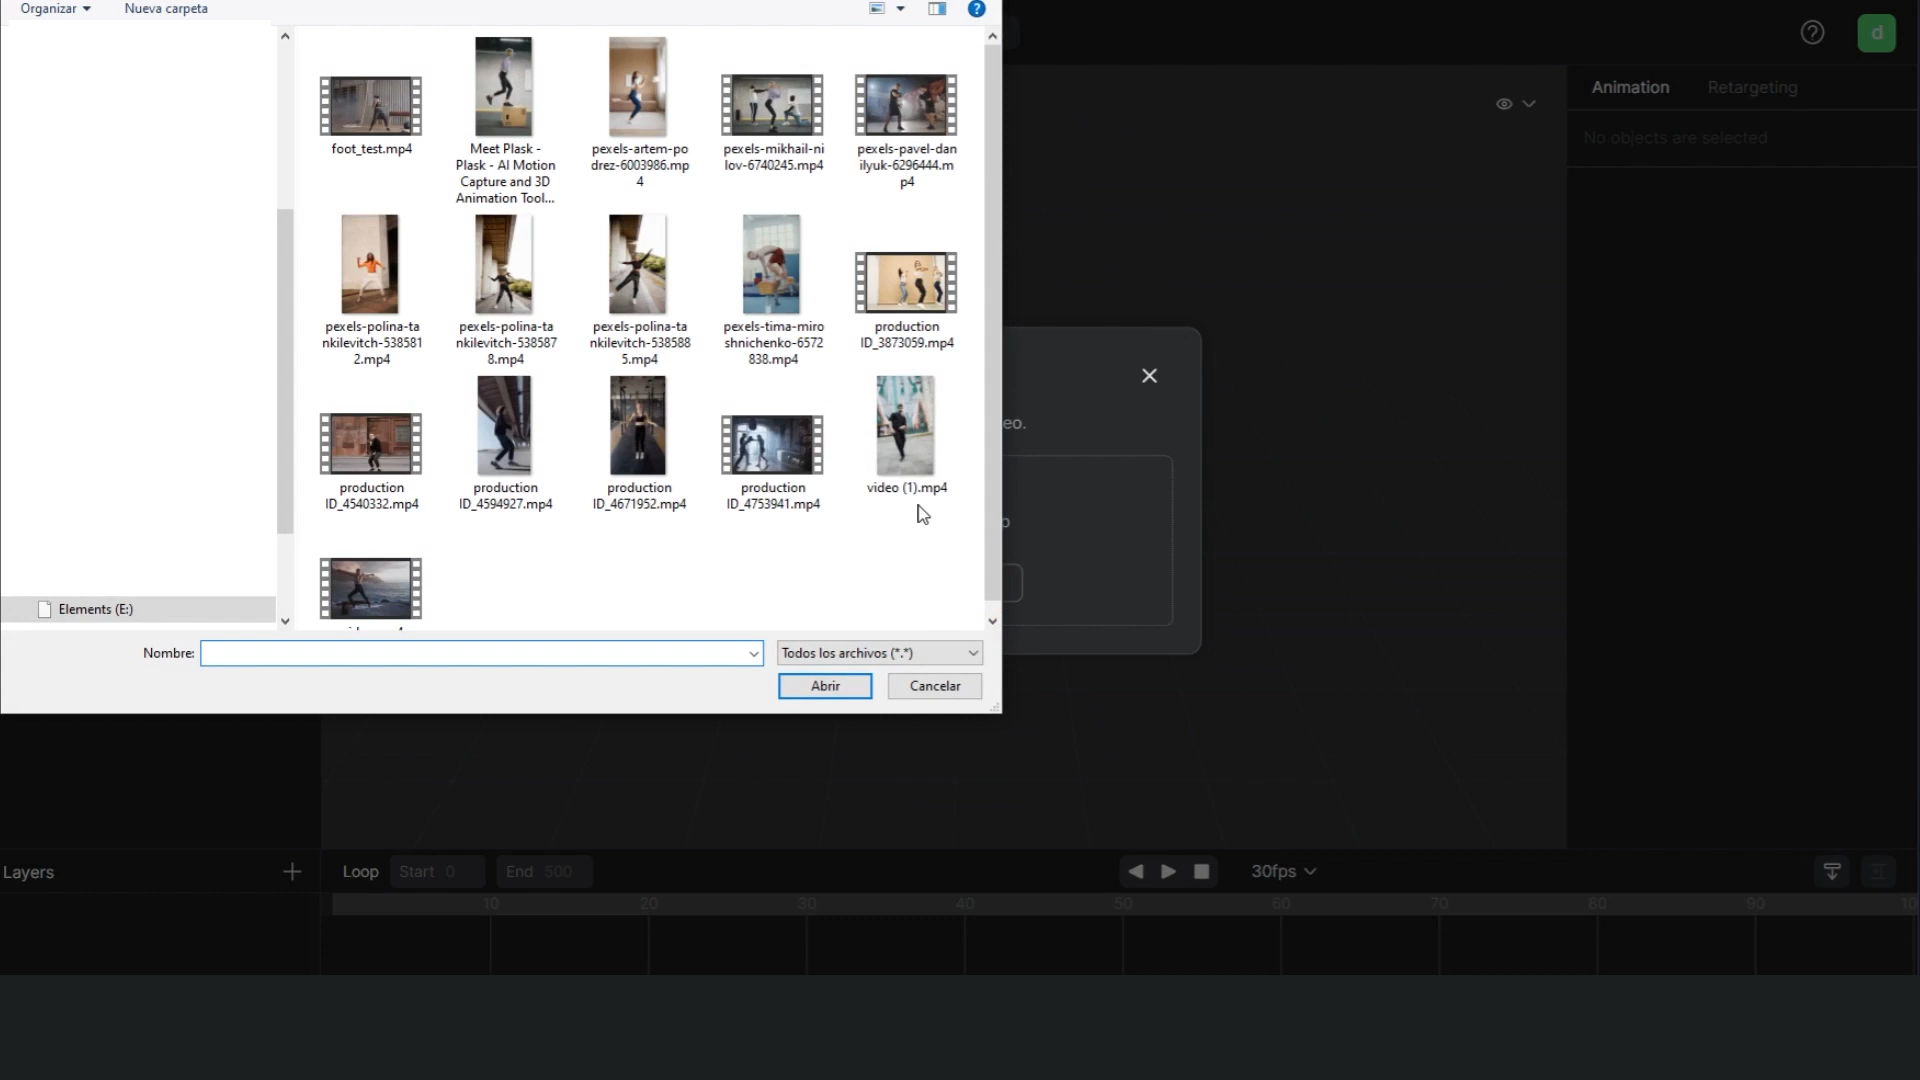 Organizar
Nueva carpeta
?
?
d
foot_test.mp4
Meet Plask -
Plask - AI Motion
Capture and 3D
Animation Tool...
pexels-artem-po
drez-6003986.mp
4
pexels-mikhail-ni
lov-6740245.mp4
pexels-pavel-dan
ilyuk-6296444.m
p4
Animation
Retargeting
No objects are selected
pexels-polina-ta
nkilevitch-538581
2.mp4
pexels-polina-ta
nkilevitch-538587
8.mp4
pexels-polina-ta
nkilevitch-538588
5.mp4
pexels-tima-miro
shnichenko-6572
838.mp4
production
ID_3873059.mp4
eo.
production
ID_4540332.mp4
production
ID_4594927.mp4
production
ID_4671952.mp4
production
ID_4753941.mp4
video (1).mp4
Elements (E:)
Nombre:
Todos los archivos (*.*)
Abrir
Cancelar
Layers
Loop
Start 0
End 500
30fps
10 20 30 40 50 60 70 80 90 10